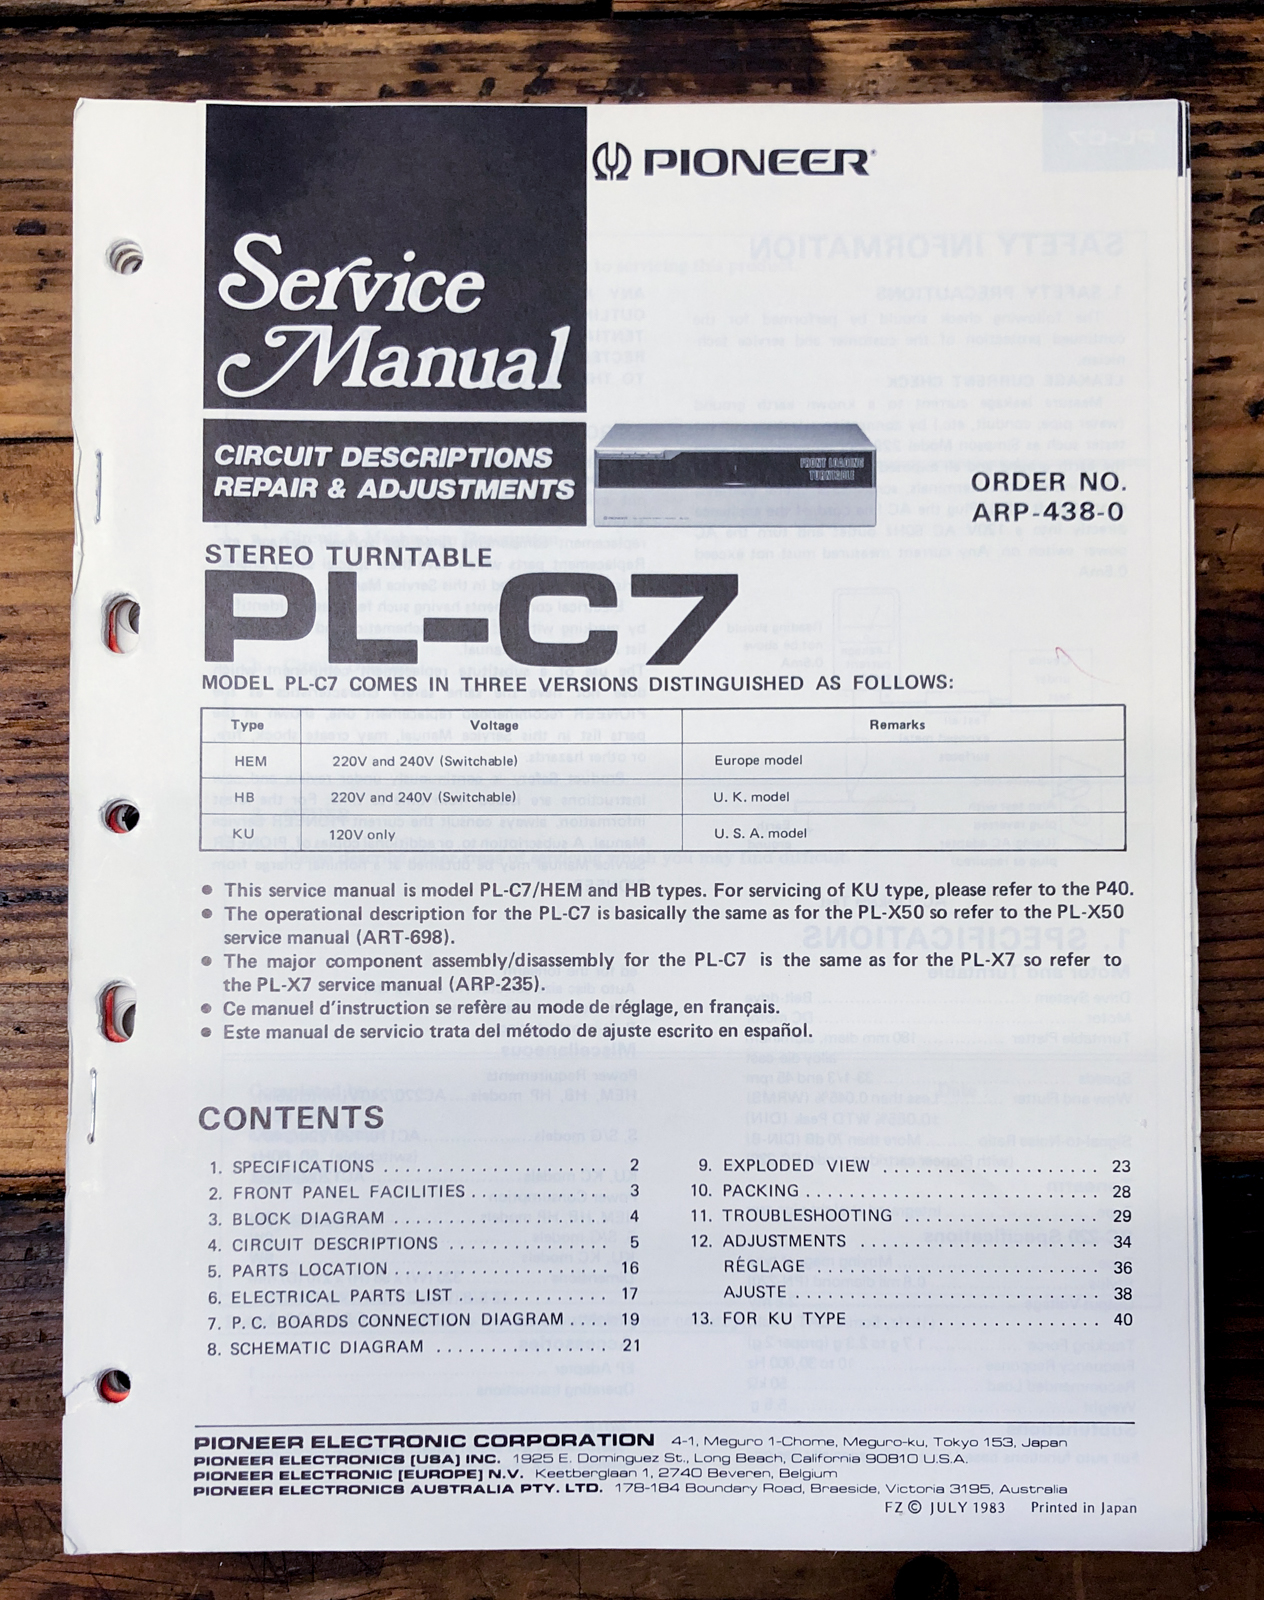 PIONEER
Service
Manual
CIRCUIT DESCRIPTIONS
REPAIR & ADJUSTMENTS
FRONT LOADING
TURNTABLE
ORDER NO.
ARP-438-0
STEREO TURNTABLE
PL-C7
MODEL PL-C7 COMES IN THREE VERSIONS DISTINGUISHED AS FOLLOWS:
Type Voltage Remarks
HEM 220V and 240V (Switchable) Europe model
HB 220V and 240V (Switchable) U. K. model
KU 120V only U. S. A. model
● This service manual is model PL-C7/HEM and HB types. For servicing of KU type, please refer to the P40.
● The operational description for the PL-C7 is basically the same as for the PL-X50 so refer to the PL-X50
service manual (ART-698).
● The major component assembly/disassembly for the PL-C7 is the same as for the PL-X7 so refer to
the PL-X7 service manual (ARP-235).
● Ce manuel d'instruction se refère au mode de réglage, en français.
● Este manual de servicio trata del método de ajuste escrito en español.
CONTENTS
1. SPECIFICATIONS . . . . . . . . . . . . . . . . . . . . 2
2. FRONT PANEL FACILITIES . . . . . . . . . . . . . 3
3. BLOCK DIAGRAM . . . . . . . . . . . . . . . . . . . 4
4. CIRCUIT DESCRIPTIONS . . . . . . . . . . . . . . 5
5. PARTS LOCATION . . . . . . . . . . . . . . . . . . . 16
6. ELECTRICAL PARTS LIST . . . . . . . . . . . . . 17
7. P. C. BOARDS CONNECTION DIAGRAM . . . . 19
8. SCHEMATIC DIAGRAM . . . . . . . . . . . . . . . 21
9. EXPLODED VIEW . . . . . . . . . . . . . . . . . . . 23
10. PACKING . . . . . . . . . . . . . . . . . . . . . . . . 28
11. TROUBLESHOOTING . . . . . . . . . . . . . . . . . 29
12. ADJUSTMENTS . . . . . . . . . . . . . . . . . . . . 34
RÉGLAGE . . . . . . . . . . . . . . . . . . . . . . . . 36
AJUSTE . . . . . . . . . . . . . . . . . . . . . . . . . 38
13. FOR KU TYPE . . . . . . . . . . . . . . . . . . . . 40
PIONEER ELECTRONIC CORPORATION 4-1, Meguro 1-Chome, Meguro-ku, Tokyo 153, Japan
PIONEER ELECTRONICS [USA] INC. 1925 E. Dominguez St., Long Beach, California 90810 U.S.A.
PIONEER ELECTRONIC [EUROPE] N.V. Keetberglaan 1, 2740 Beveren, Belgium
PIONEER ELECTRONICS AUSTRALIA PTY. LTD. 178-184 Boundary Road, Braeside, Victoria 3195, Australia
FZ © JULY 1983 Printed in Japan